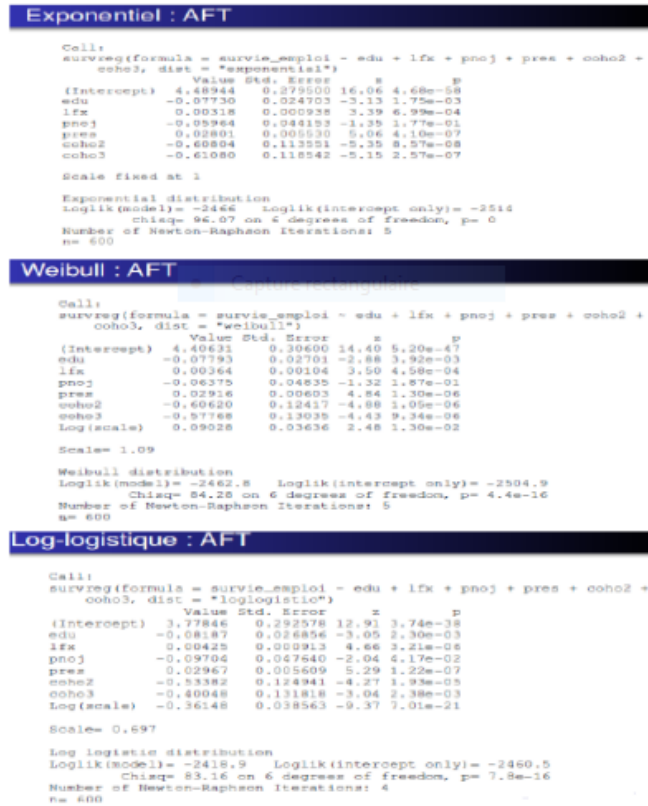 Exponentiel : AFT
Call:
survreg(formula = survie_emploi ~ edu + lfx + pnoj + pres + coho2 +
coho3, dist = "exponential")
Value Std. Error z p
(Intercept) 4.48944 0.279500 16.06 4.68e-58
edu -0.07730 0.024703 -3.13 1.75e-03
lfx 0.00318 0.000938 3.39 6.99e-04
pnoj -0.05964 0.044153 -1.35 1.77e-01
pres 0.02801 0.005530 5.06 4.10e-07
coho2 -0.60804 0.113551 -5.35 8.57e-08
coho3 -0.61080 0.118542 -5.15 2.57e-07
Scale fixed at 1
Exponential distribution
Loglik(model)= -2466 Loglik(intercept only)= -2514
Chisq= 96.07 on 6 degrees of freedom, p= 0
Number of Newton-Raphson Iterations: 5
n= 600
Weibull : AFT
Capture rectangulaire
Call:
survreg(formula = survie_emploi ~ edu + lfx + pnoj + pres + coho2 +
coho3, dist = "weibull")
Value Std. Error z p
(Intercept) 4.40631 0.30600 14.40 5.20e-47
edu -0.07793 0.02701 -2.88 3.92e-03
lfx 0.00364 0.00104 3.50 4.58e-04
pnoj -0.06375 0.04835 -1.32 1.87e-01
pres 0.02916 0.00603 4.84 1.30e-06
coho2 -0.60620 0.12417 -4.88 1.05e-06
coho3 -0.57768 0.13035 -4.43 9.34e-06
Log(scale) 0.09028 0.03636 2.48 1.30e-02
Scale= 1.09
Weibull distribution
Loglik(model)= -2462.8 Loglik(intercept only)= -2504.9
Chisq= 84.28 on 6 degrees of freedom, p= 4.4e-16
Number of Newton-Raphson Iterations: 5
n= 600
Log-logistique : AFT
Call:
survreg(formula = survie_emploi ~ edu + lfx + pnoj + pres + coho2 +
coho3, dist = "loglogistic")
Value Std. Error z p
(Intercept) 3.77846 0.292578 12.91 3.74e-38
edu -0.08187 0.026856 -3.05 2.30e-03
lfx 0.00425 0.000913 4.66 3.21e-06
pnoj -0.09704 0.047640 -2.04 4.17e-02
pres 0.02967 0.005609 5.29 1.22e-07
coho2 -0.53382 0.124941 -4.27 1.93e-05
coho3 -0.40048 0.131818 -3.04 2.38e-03
Log(scale) -0.36148 0.038563 -9.37 7.01e-21
Scale= 0.697
Log logistic distribution
Loglik(model)= -2418.9 Loglik(intercept only)= -2460.5
Chisq= 83.16 on 6 degrees of freedom, p= 7.8e-16
Number of Newton-Raphson Iterations: 4
n= 600